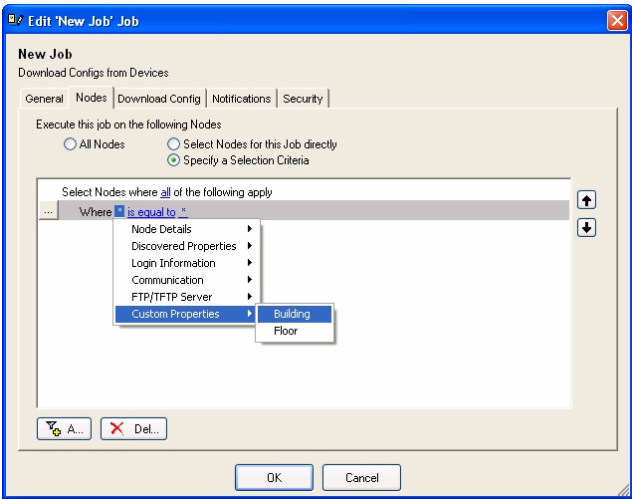 Edit 'New Job' Job
New Job
Download Configs from Devices
General Nodes Download Config Notifications Security
Execute this job on the following Nodes
All Nodes Select Nodes for this Job directly
Specify a Selection Criteria
Select Nodes where all of the following apply
... Where * is equal to *
Node Details
Discovered Properties
Login Information
Communication
FTP/TFTP Server
Custom Properties Building
Floor
A... Del...
OK Cancel